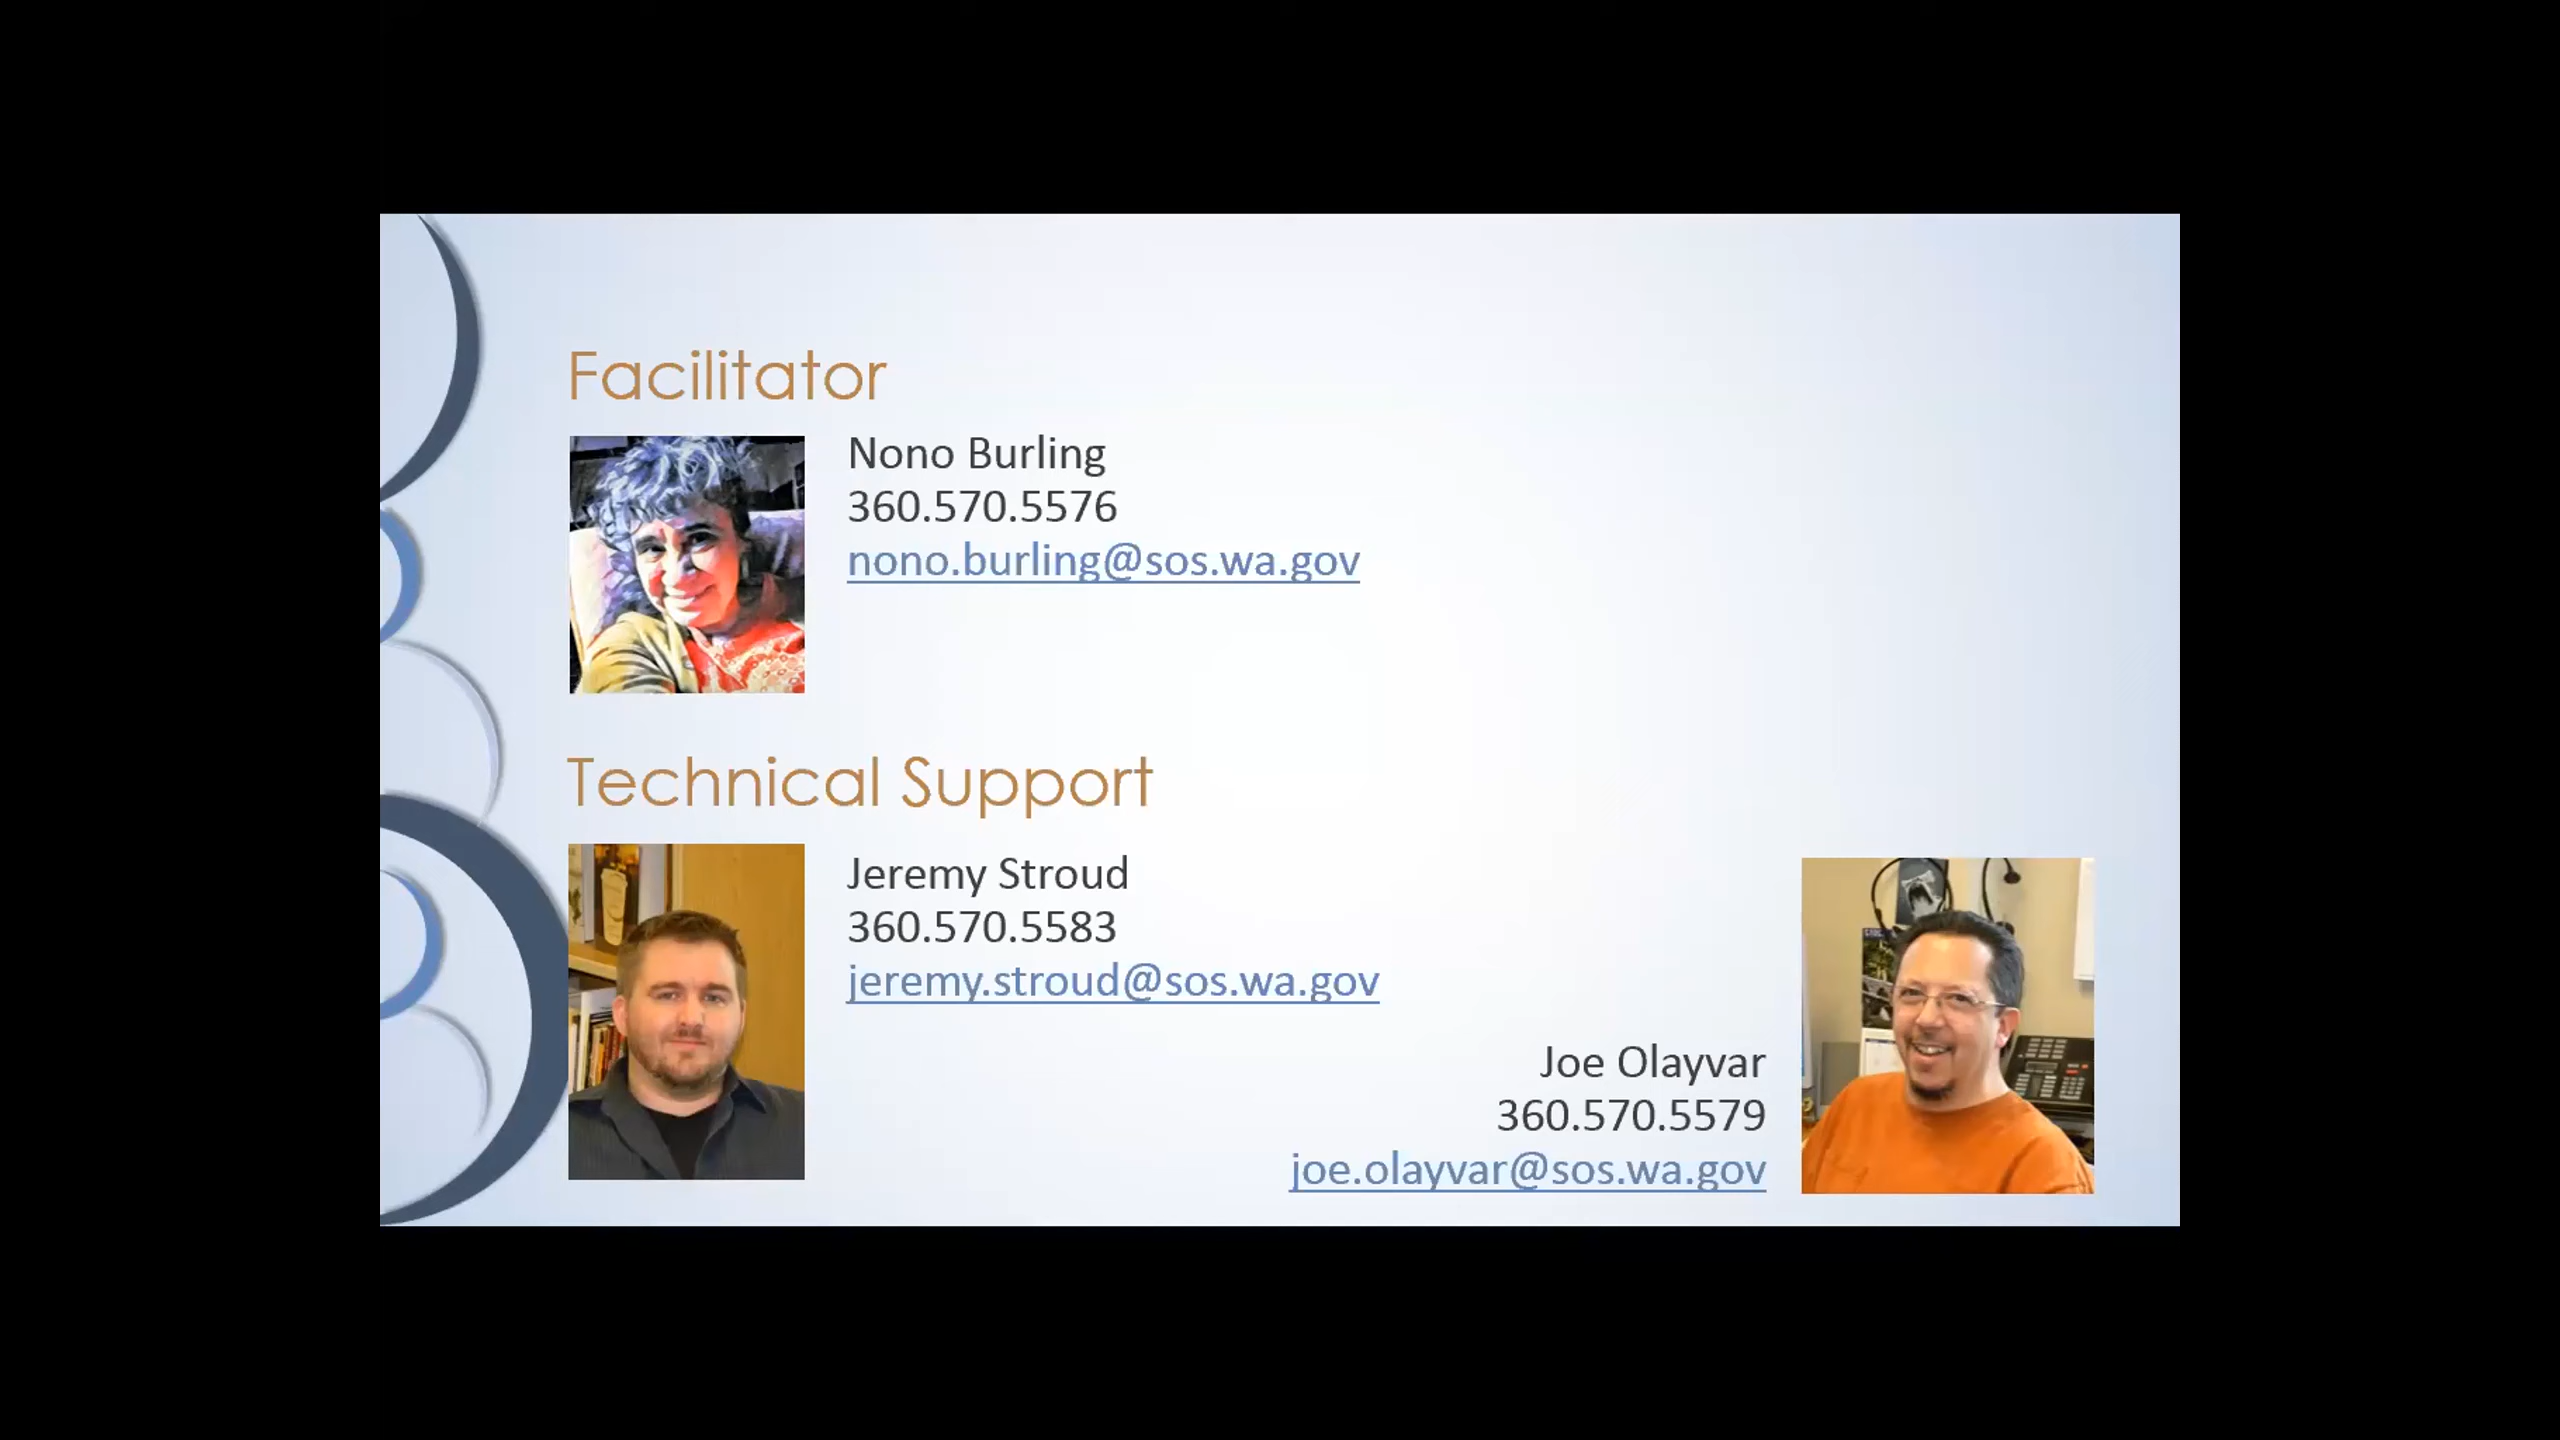 Facilitator
Nono Burling
360.570.5576
nono.burling@sos.wa.gov
Technical Support
Jeremy Stroud
360.570.5583
jeremy.stroud@sos.wa.gov
Joe Olayvar
360.570.5579
joe.olayvar@sos.wa.gov